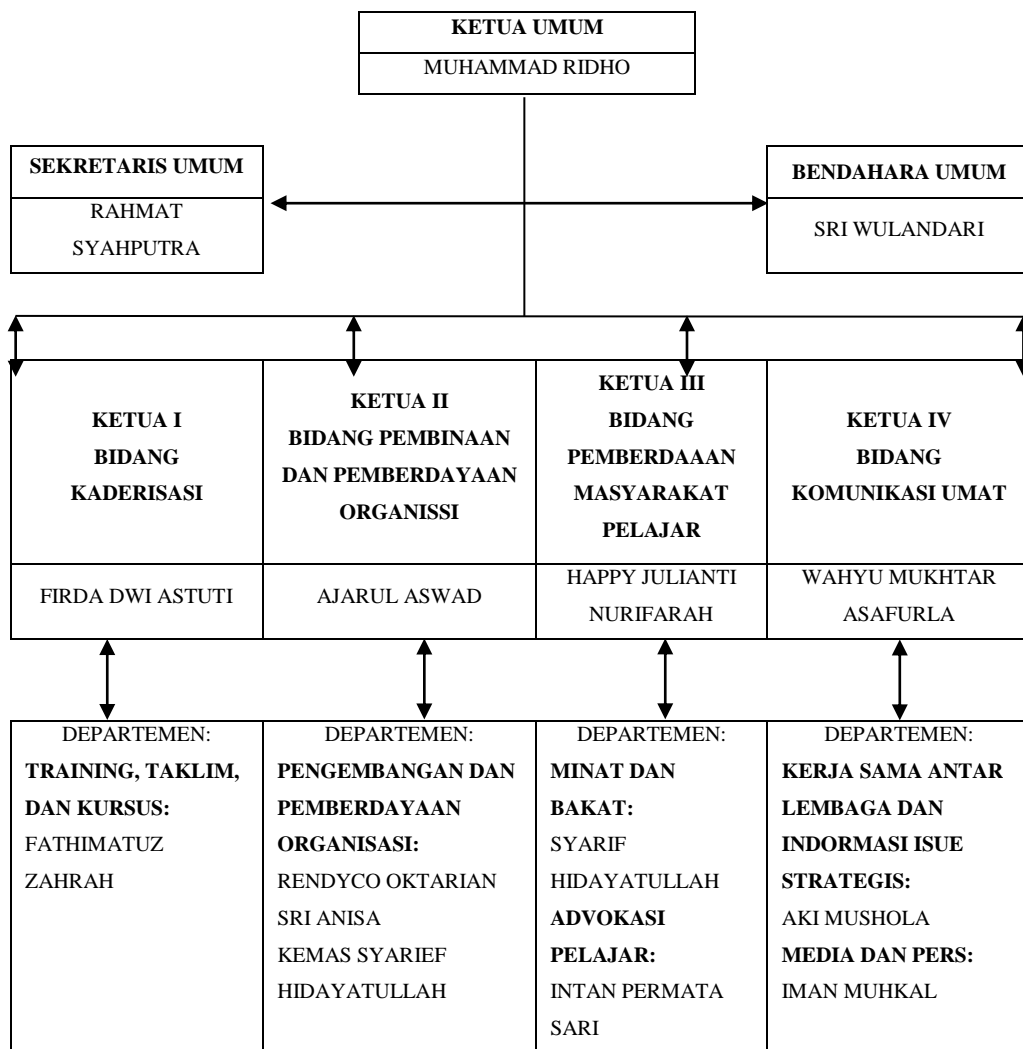 KETUA UMUM
MUHAMMAD RIDHO
SEKRETARIS UMUM
RAHMAT
SYAHPUTRA
BENDAHARA UMUM
SRI WULANDARI
KETUA I
BIDANG
KADERISASI
KETUA II
BIDANG PEMBINAAN
DAN PEMBERDAYAAN
ORGANISSI
KETUA III
BIDANG
PEMBERDAAAN
MASYARAKAT
PELAJAR
KETUA IV
BIDANG
KOMUNIKASI UMAT
FIRDA DWI ASTUTI
AJARUL ASWAD
HAPPY JULIANTI
NURIFARAH
WAHYU MUKHTAR
ASAFURLA
DEPARTEMEN:
TRAINING, TAKLIM,
DAN KURSUS:
FATHIMATUZ
ZAHRAH
DEPARTEMEN:
PENGEMBANGAN DAN
PEMBERDAYAAN
ORGANISASI:
RENDYCO OKTARIAN
SRI ANISA
KEMAS SYARIEF
HIDAYATULLAH
DEPARTEMEN:
MINAT DAN
BAKAT:
SYARIF
HIDAYATULLAH
ADVOKASI
PELAJAR:
INTAN PERMATA
SARI
DEPARTEMEN:
KERJA SAMA ANTAR
LEMBAGA DAN
INDORMASI ISUE
STRATEGIS:
AKI MUSHOLA
MEDIA DAN PERS:
IMAN MUHKAL